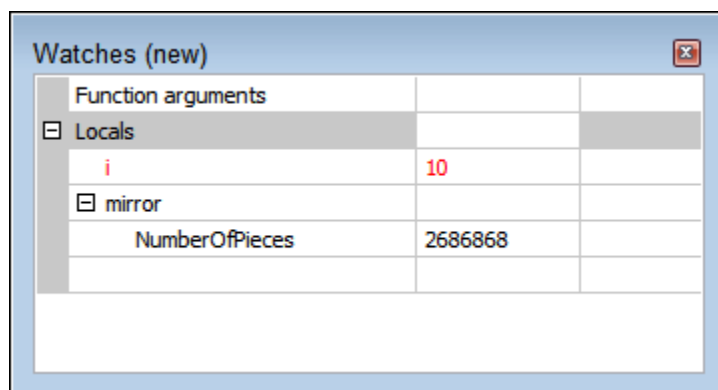 Watches (new)
Function arguments
Locals
i 10
mirror
NumberOfPieces 2686868